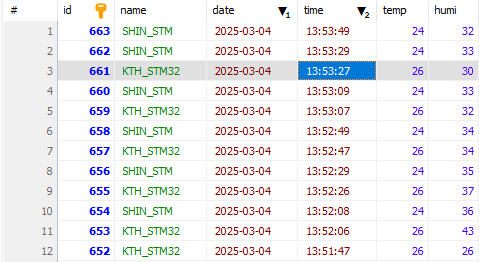 # id name date ▼1 time ▼2 temp humi
1 663 SHIN_STM 2025-03-04 13:53:49 24 32
2 662 SHIN_STM 2025-03-04 13:53:29 24 33
3 661 KTH_STM32 2025-03-04 13:53:27 26 30
4 660 SHIN_STM 2025-03-04 13:53:09 24 33
5 659 KTH_STM32 2025-03-04 13:53:07 26 32
6 658 SHIN_STM 2025-03-04 13:52:49 24 34
7 657 KTH_STM32 2025-03-04 13:52:47 26 34
8 656 SHIN_STM 2025-03-04 13:52:29 24 35
9 655 KTH_STM32 2025-03-04 13:52:26 26 37
10 654 SHIN_STM 2025-03-04 13:52:08 24 36
11 653 KTH_STM32 2025-03-04 13:52:06 26 43
12 652 KTH_STM32 2025-03-04 13:51:47 26 26